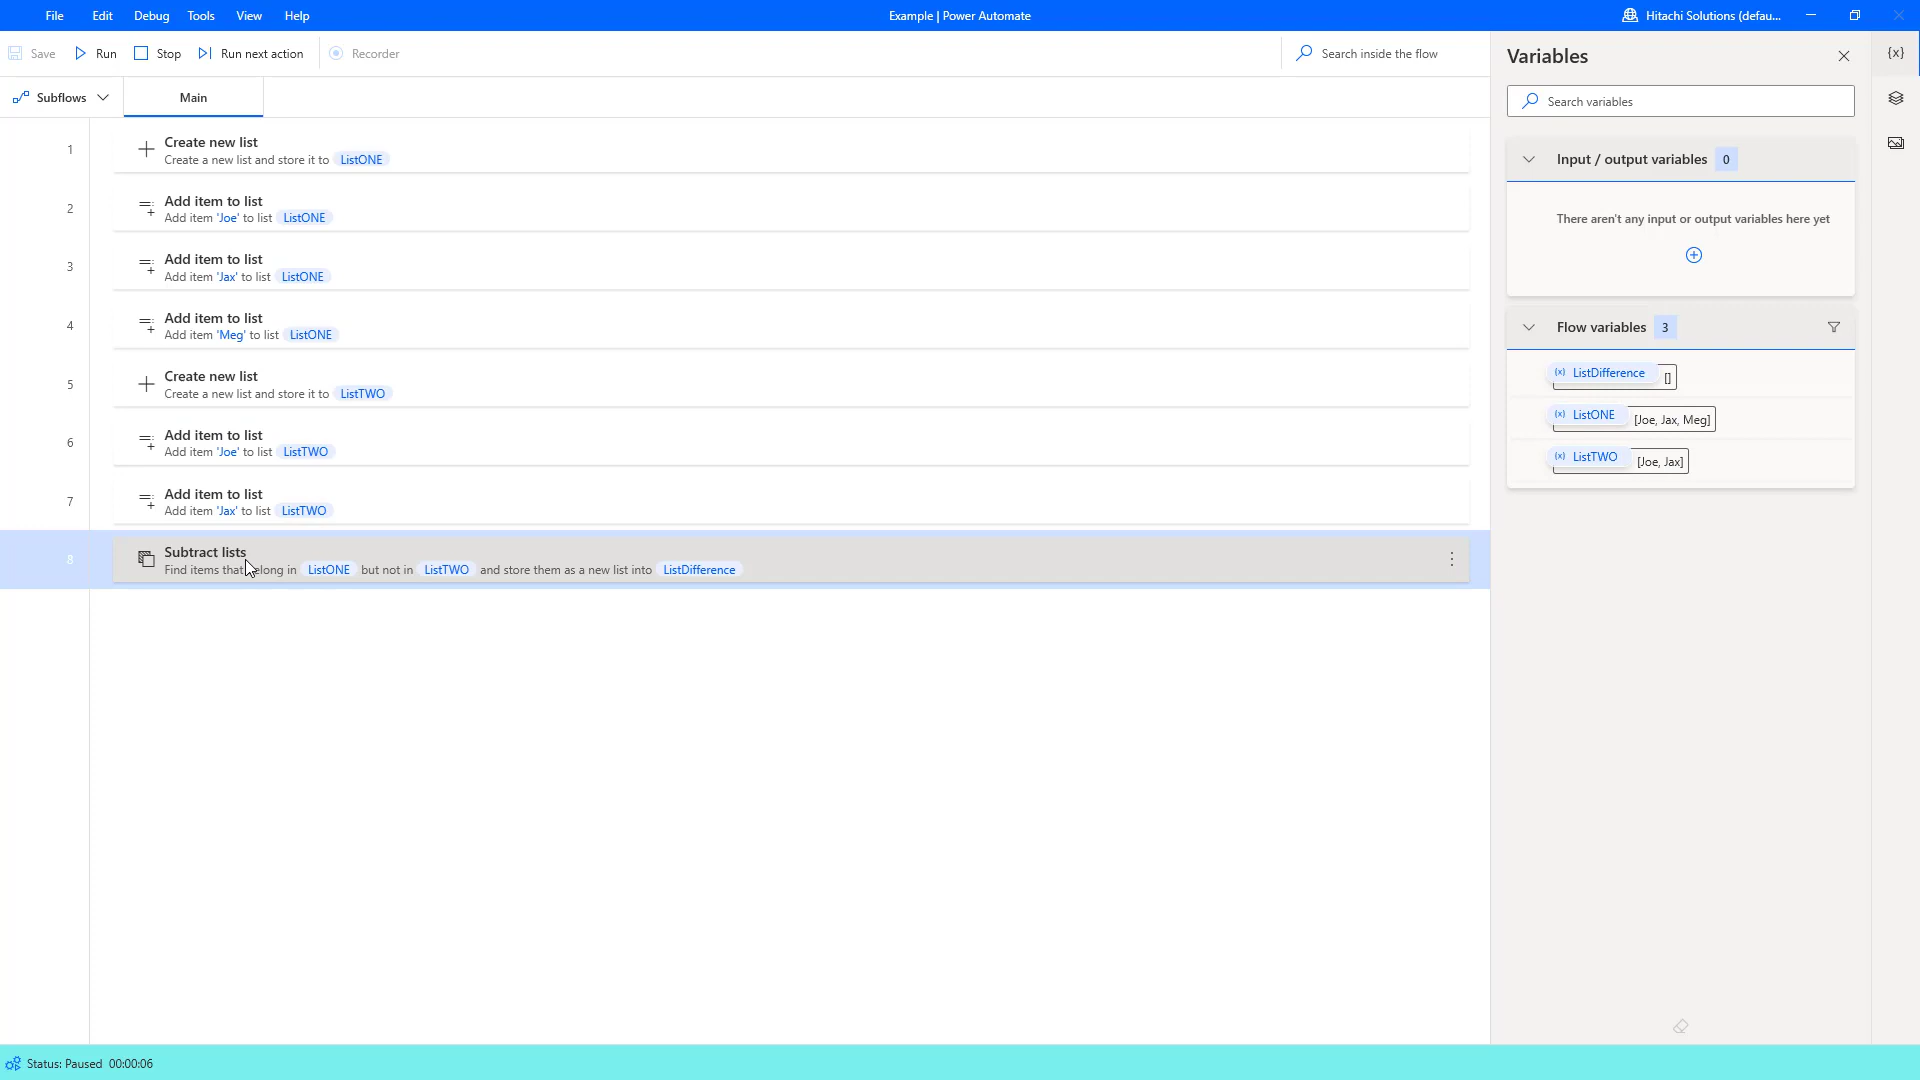 File Edit Debug Tools View Help Example | Power Automate Hitachi Solutions (defau...
Save Run Stop Run next action Recorder Search inside the flow
Subflows Main
1 Create new list
Create a new list and store it to ListONE
2 Add item to list
Add item 'Joe' to list ListONE
3 Add item to list
Add item 'Jax' to list ListONE
4 Add item to list
Add item 'Meg' to list ListONE
5 Create new list
Create a new list and store it to ListTWO
6 Add item to list
Add item 'Joe' to list ListTWO
7 Add item to list
Add item 'Jax' to list ListTWO
8 Subtract lists
Find items that belong in ListONE but not in ListTWO and store them as a new list into ListDifference
Variables
{x}
Search variables
Input / output variables 0
There aren't any input or output variables here yet
Flow variables 3
(x) ListDifference []
(x) ListONE [Joe, Jax, Meg]
(x) ListTWO [Joe, Jax]
Status: Paused 00:00:06